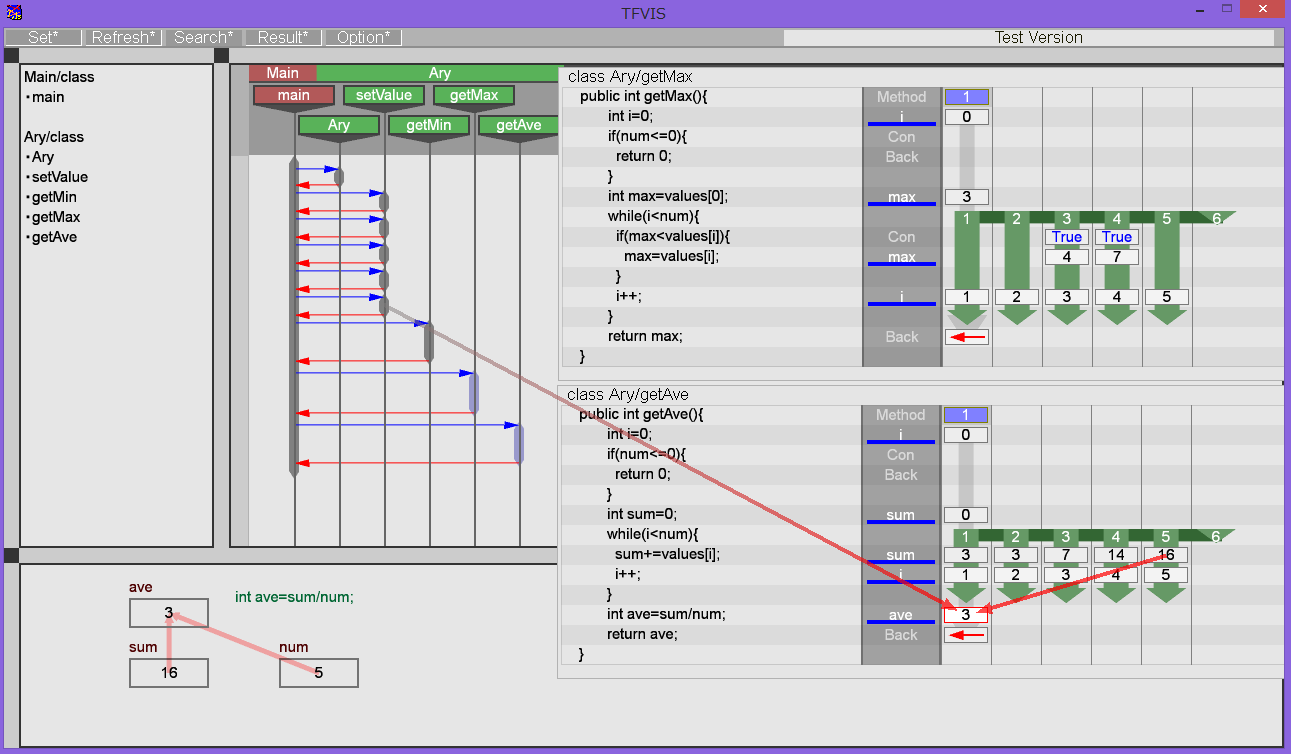 TFVIS
Set* Refresh* Search* Result* Option* Test Version
Main/class
・main
Ary/class
・Ary
・setValue
・getMin
・getMax
・getAve
Main Ary
main setValue getMax
Ary getMin getAve
class Ary/getMax
public int getMax(){ Method 1
int i=0; i 0
if(num<=0){ Con
return 0; Back
}
int max=values[0]; max 3
while(i<num){ 1 2 3 4 5 6
if(max<values[i]){ Con True True
max=values[i]; max 4 7
}
i++; i 1 2 3 4 5
}
return max; Back
}
class Ary/getAve
public int getAve(){ Method 1
int i=0; i 0
if(num<=0){ Con
return 0; Back
}
int sum=0; sum 0
while(i<num){ 1 2 3 4 5 6
sum+=values[i]; sum 3 3 7 14 16
i++; i 1 2 3 4 5
}
int ave=sum/num; ave 3
return ave; Back
}
ave int ave=sum/num;
3
sum num
16 5